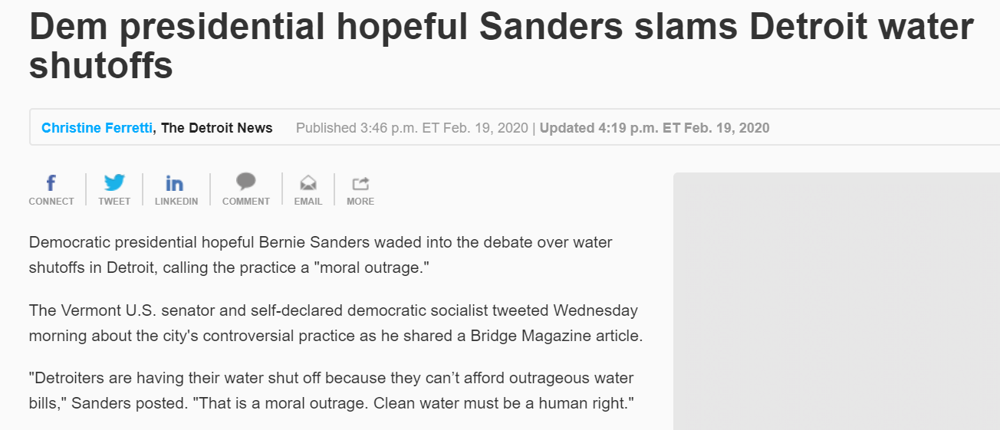 Dem presidential hopeful Sanders slams Detroit water
shutoffs
Christine Ferretti, The Detroit News Published 3:46 p.m. ET Feb. 19, 2020 | Updated 4:19 p.m. ET Feb. 19, 2020
f
in
CONNECT TWEET LINKEDIN COMMENT EMAIL MORE
Democratic presidential hopeful Bernie Sanders waded into the debate over water
shutoffs in Detroit, calling the practice a "moral outrage."
The Vermont U.S. senator and self-declared democratic socialist tweeted Wednesday
morning about the city's controversial practice as he shared a Bridge Magazine article.
"Detroiters are having their water shut off because they can’t afford outrageous water
bills," Sanders posted. "That is a moral outrage. Clean water must be a human right."